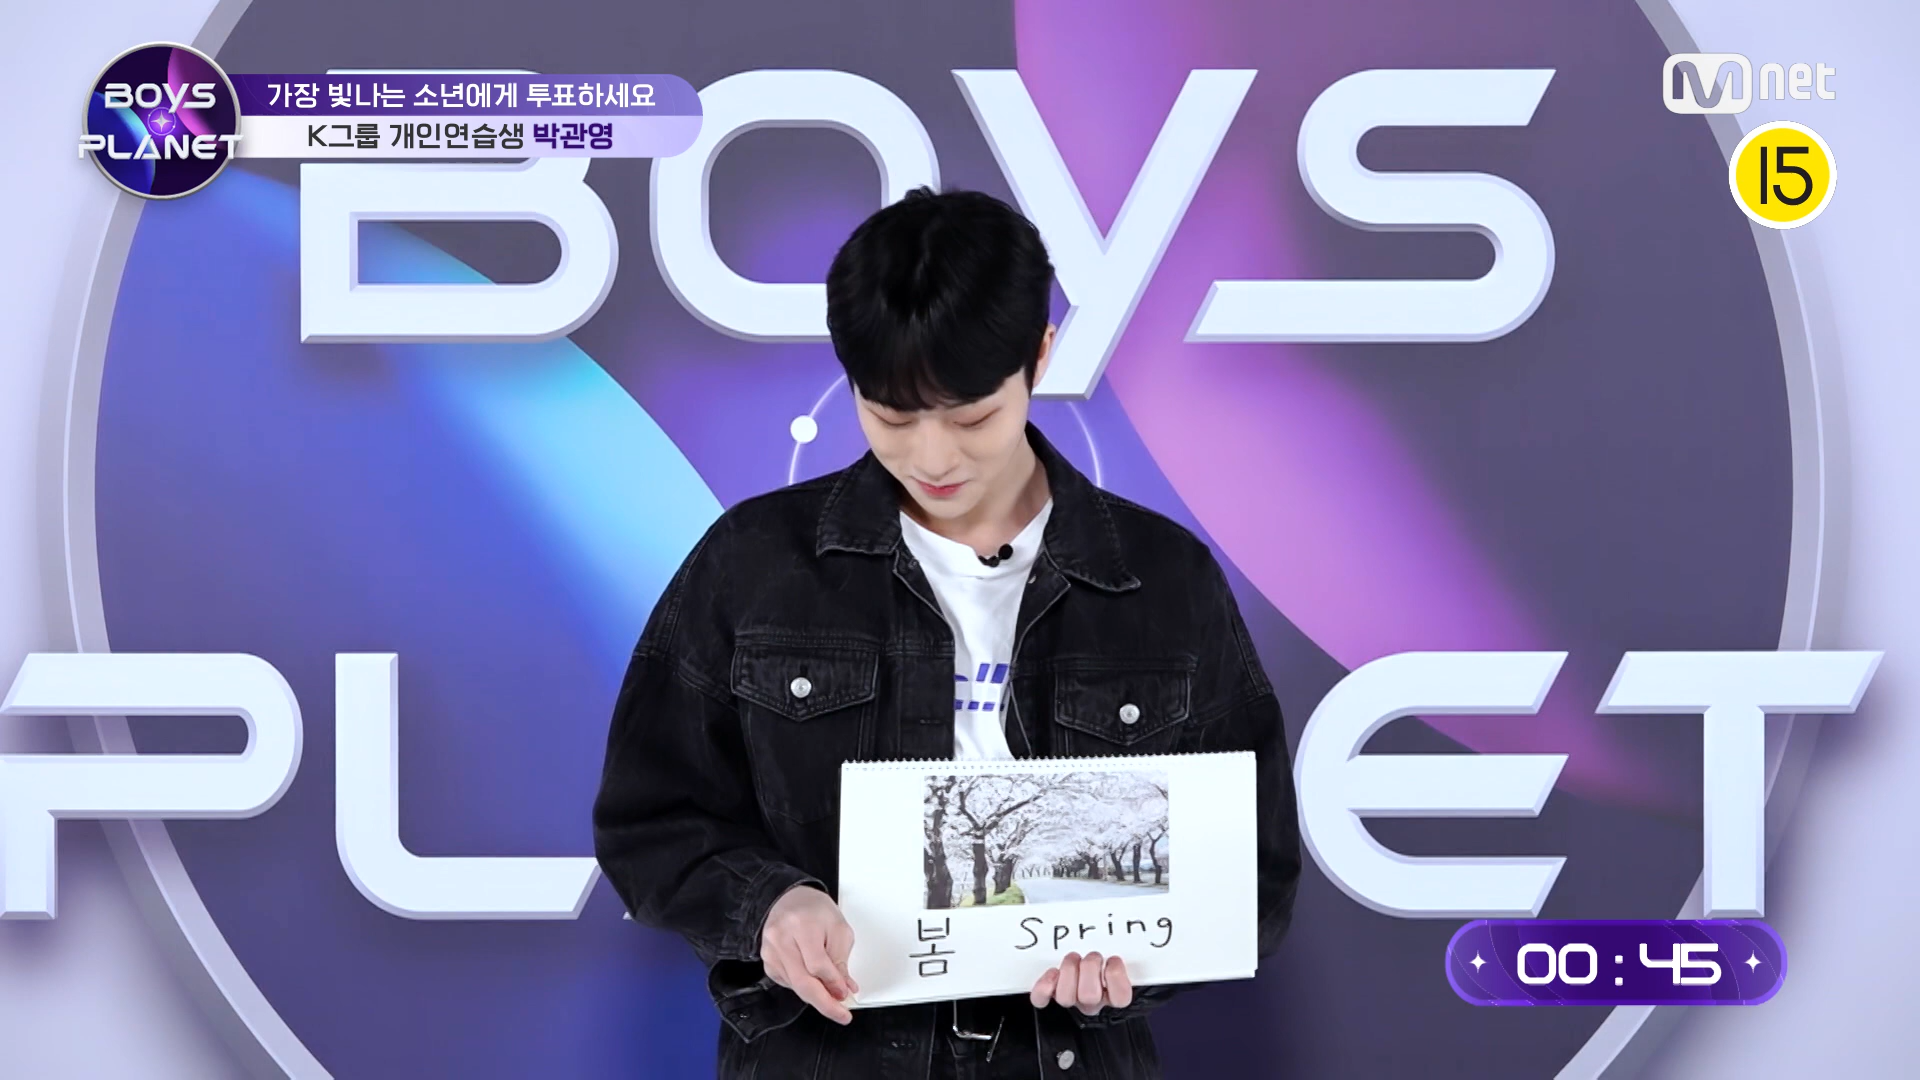 BOYS
PLANET
가장 빛나는 소년에게 투표하세요
K그룹 개인연습생 박관영
Mnet
15
BOYS
PLANET
봄 Spring
00:45